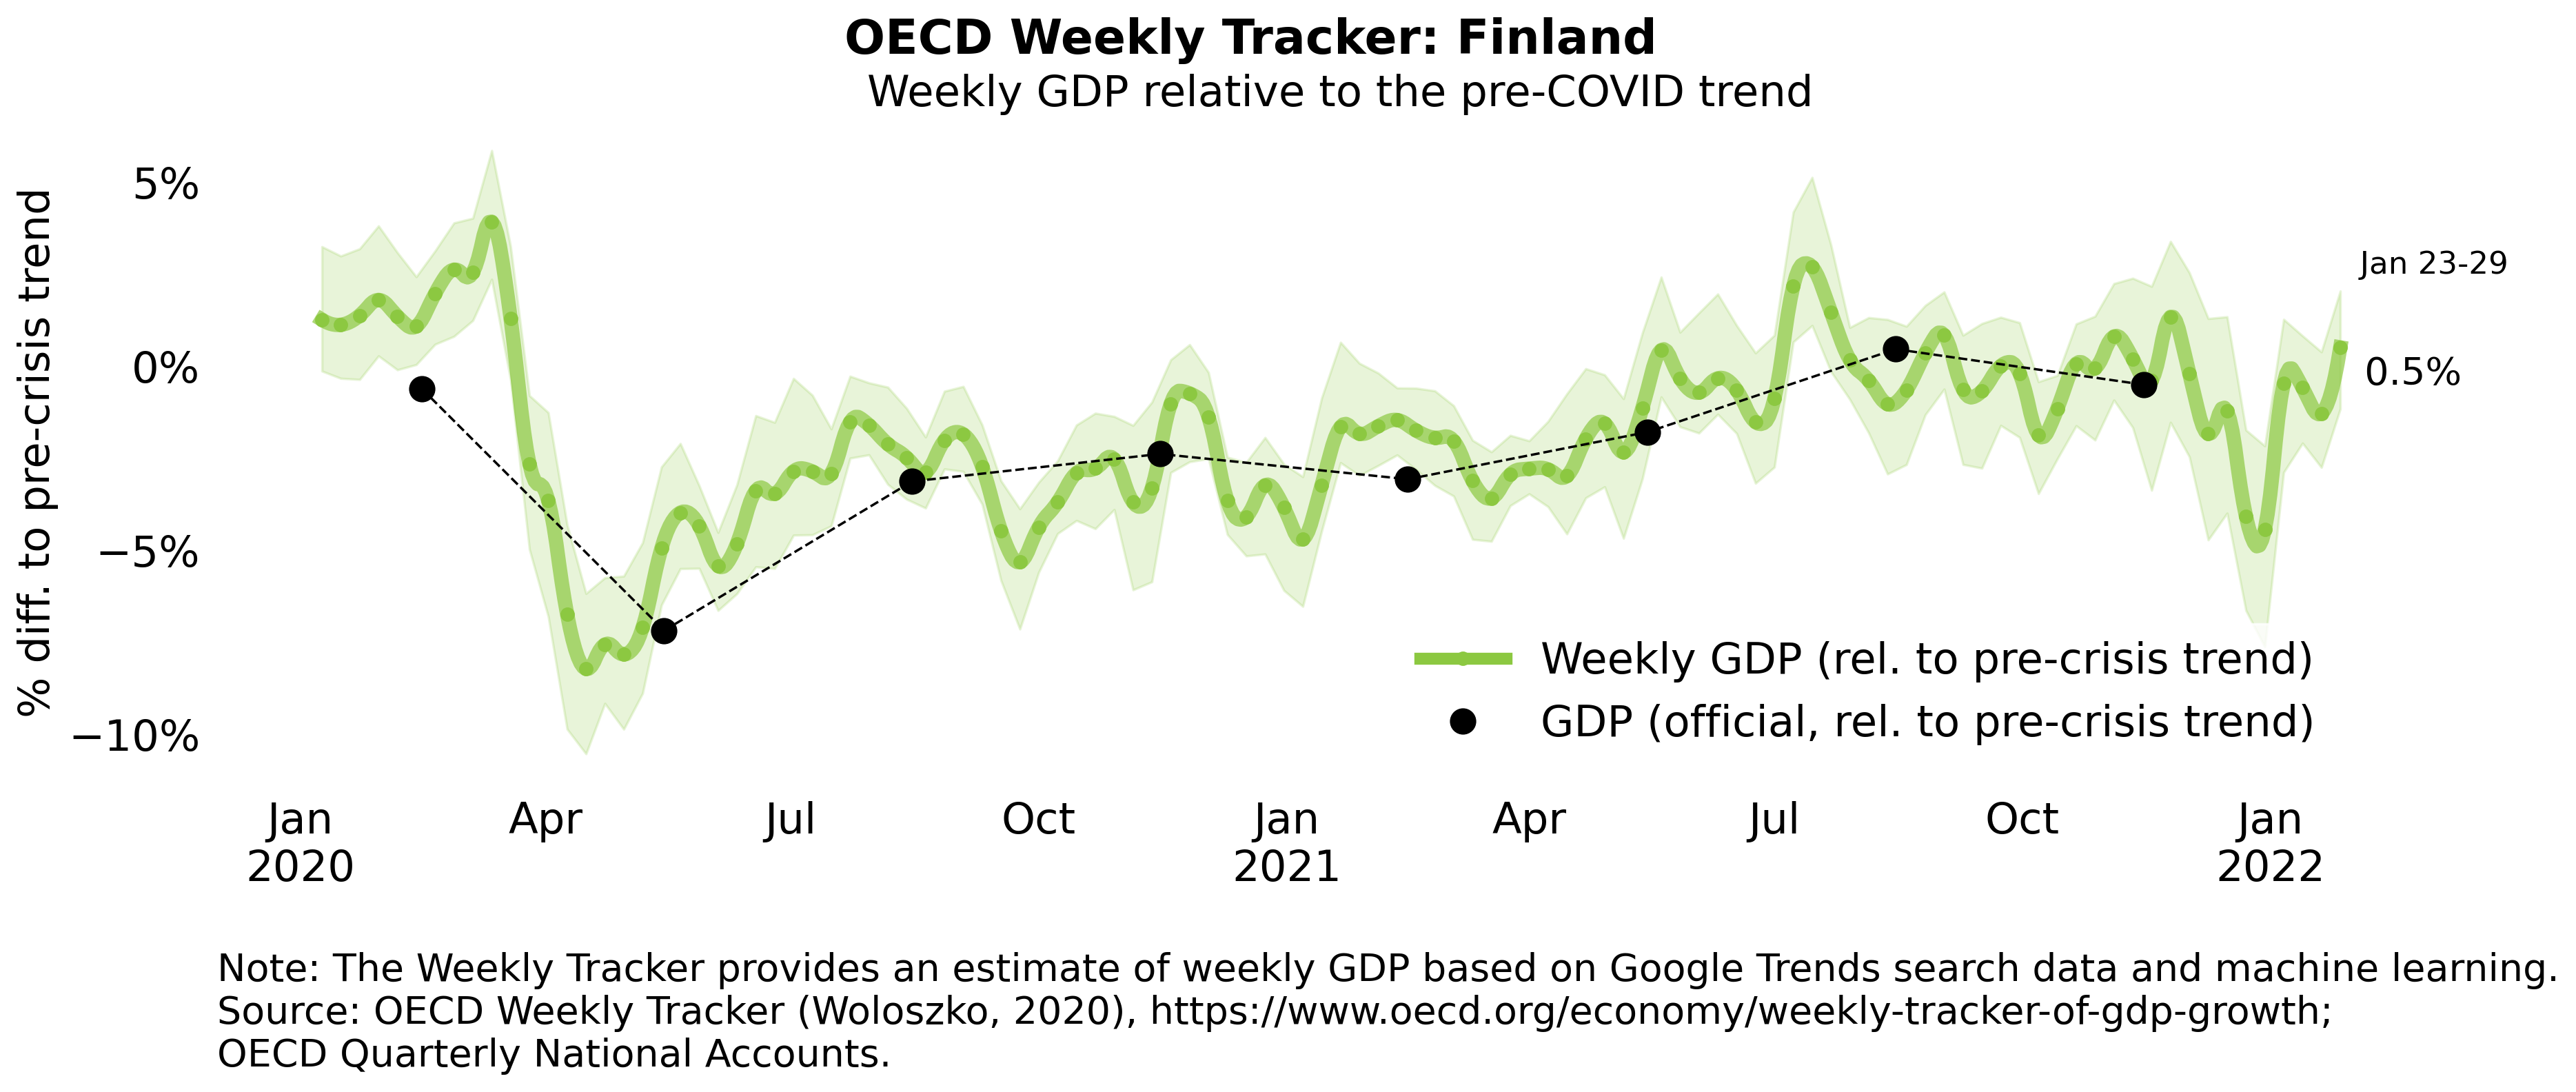 OECD Weekly Tracker: Finland
Weekly GDP relative to the pre-COVID trend
% diff. to pre-crisis trend
5%
0%
−5%
−10%
Jan 23-29
0.5%
Weekly GDP (rel. to pre-crisis trend)
GDP (official, rel. to pre-crisis trend)
Jan Apr Jul Oct Jan Apr Jul Oct Jan
2020 2021 2022
Note: The Weekly Tracker provides an estimate of weekly GDP based on Google Trends search data and machine learning.
Source: OECD Weekly Tracker (Woloszko, 2020), https://www.oecd.org/economy/weekly-tracker-of-gdp-growth;
OECD Quarterly National Accounts.